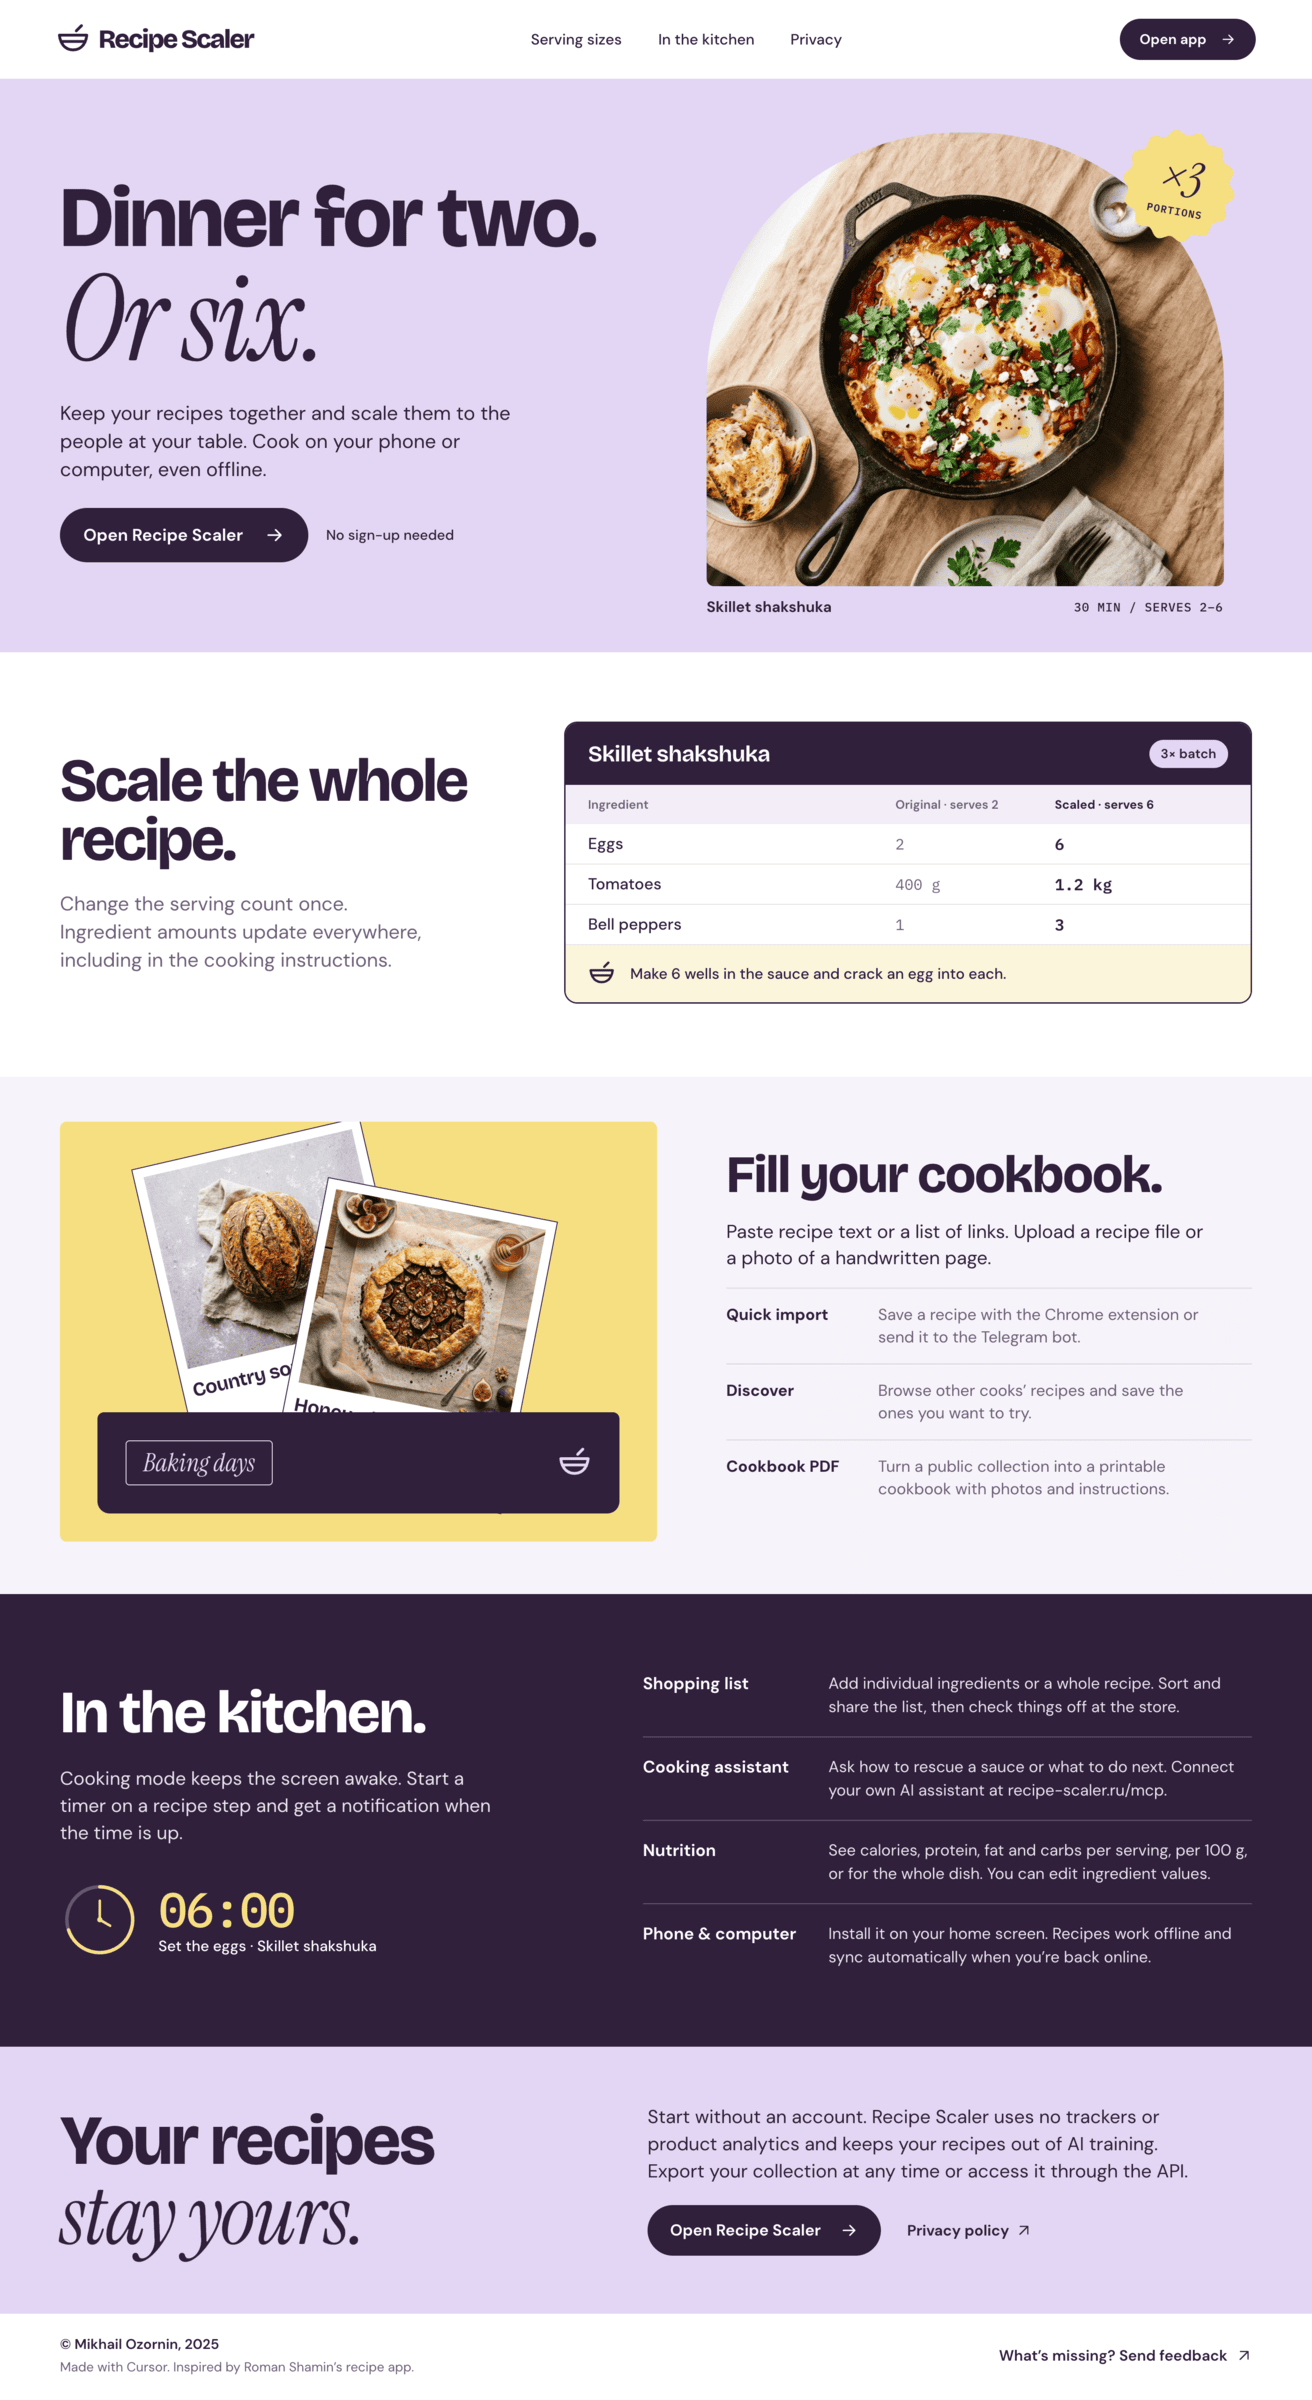 Recipe Scaler
Serving sizes
In the kitchen
Privacy
Open app →
Dinner for two.
Or six.
Keep your recipes together and scale them to the
people at your table. Cook on your phone or
computer, even offline.
Open Recipe Scaler →
No sign-up needed
×3
PORTIONS
Skillet shakshuka
30 MIN / SERVES 2–6
Scale the whole
recipe.
Change the serving count once.
Ingredient amounts update everywhere,
including in the cooking instructions.
Skillet shakshuka
3× batch
Ingredient Original · serves 2 Scaled · serves 6
Eggs 2 6
Tomatoes 400 g 1.2 kg
Bell peppers 1 3
Make 6 wells in the sauce and crack an egg into each.
Country so
Baking days
Fill your cookbook.
Paste recipe text or a list of links. Upload a recipe file or
a photo of a handwritten page.
Quick import
Save a recipe with the Chrome extension or
send it to the Telegram bot.
Discover
Browse other cooks’ recipes and save the
ones you want to try.
Cookbook PDF
Turn a public collection into a printable
cookbook with photos and instructions.
In the kitchen.
Cooking mode keeps the screen awake. Start a
timer on a recipe step and get a notification when
the time is up.
06:00
Set the eggs · Skillet shakshuka
Shopping list
Add individual ingredients or a whole recipe. Sort and
share the list, then check things off at the store.
Cooking assistant
Ask how to rescue a sauce or what to do next. Connect
your own AI assistant at recipe-scaler.ru/mcp.
Nutrition
See calories, protein, fat and carbs per serving, per 100 g,
or for the whole dish. You can edit ingredient values.
Phone & computer
Install it on your home screen. Recipes work offline and
sync automatically when you’re back online.
Your recipes
stay yours.
Start without an account. Recipe Scaler uses no trackers or
product analytics and keeps your recipes out of AI training.
Export your collection at any time or access it through the API.
Open Recipe Scaler →
Privacy policy ↗
© Mikhail Ozornin, 2025
Made with Cursor. Inspired by Roman Shamin’s recipe app.
What’s missing? Send feedback ↗